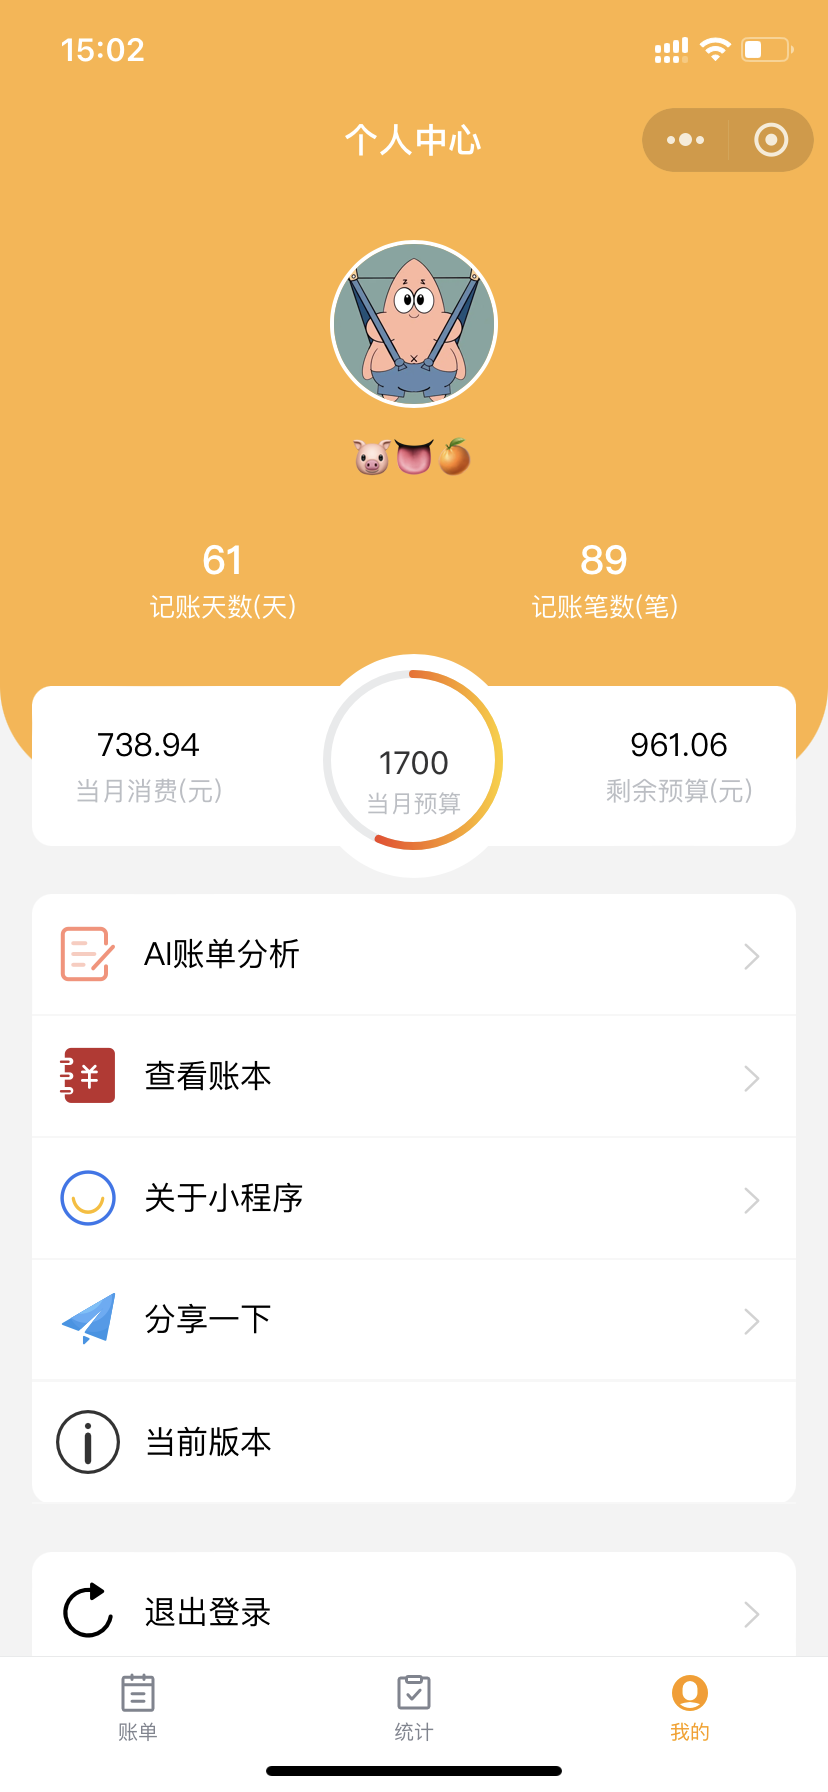 15:02
个人中心
🐷👅🍊
61
记账天数(天)
89
记账笔数(笔)
738.94
当月消费(元)
1700
当月预算
961.06
剩余预算(元)
AI账单分析
查看账本
关于小程序
分享一下
当前版本
退出登录
账单
统计
我的